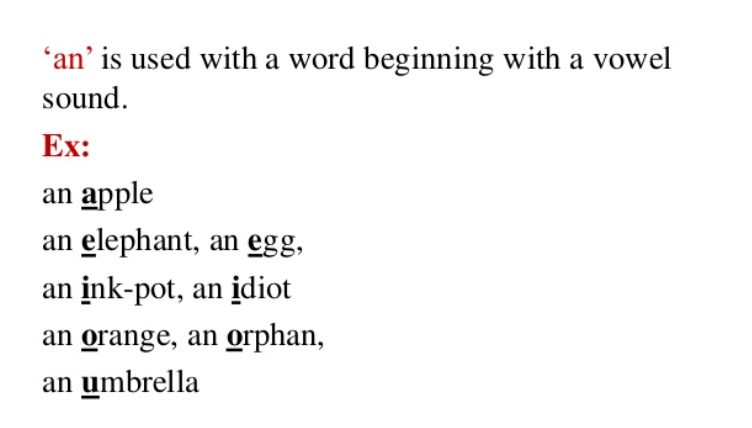 ‘an’ is used with a word beginning with a vowel
sound.
Ex:
an apple
an elephant, an egg,
an ink-pot, an idiot
an orange, an orphan,
an umbrella